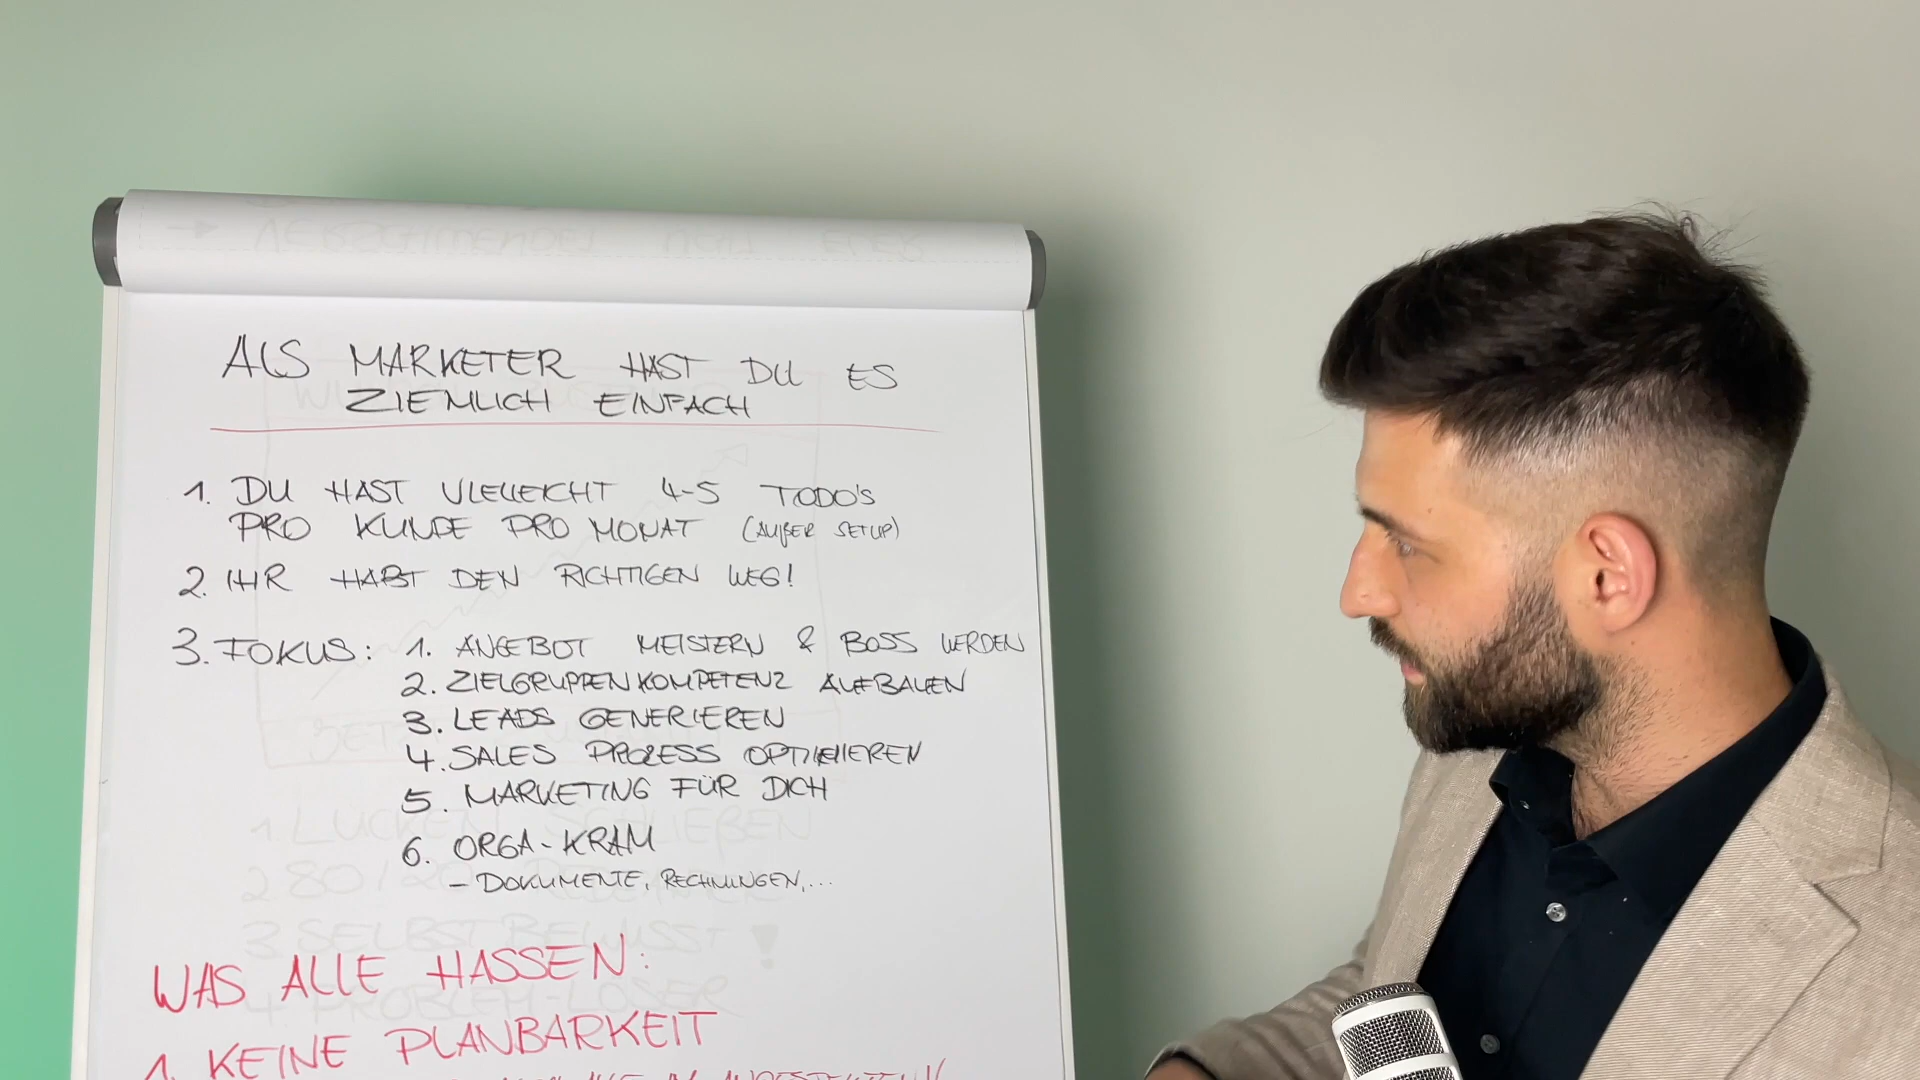 ALS MARKETER HAST DU ES
ZIEMLICH EINFACH
1. DU HAST VIELLEICHT 4-5 TODO'S
PRO KUNDE PRO MONAT (AUßER SETUP)
2. IHR HABT DEN RICHTIGEN WEG!
3. FOKUS: 1. ANGEBOT MEISTERN & BOSS WERDEN
2. ZIELGRUPPENKOMPETENZ AUFBAUEN
3. LEADS GENERIEREN
4. SALES PROZESS OPTIMIEREN
5. MARKETING FÜR DICH
6. ORGA-KRAM
- DOKUMENTE, RECHNUNGEN,...
WAS ALLE HASSEN:
1. KEINE PLANBARKEIT